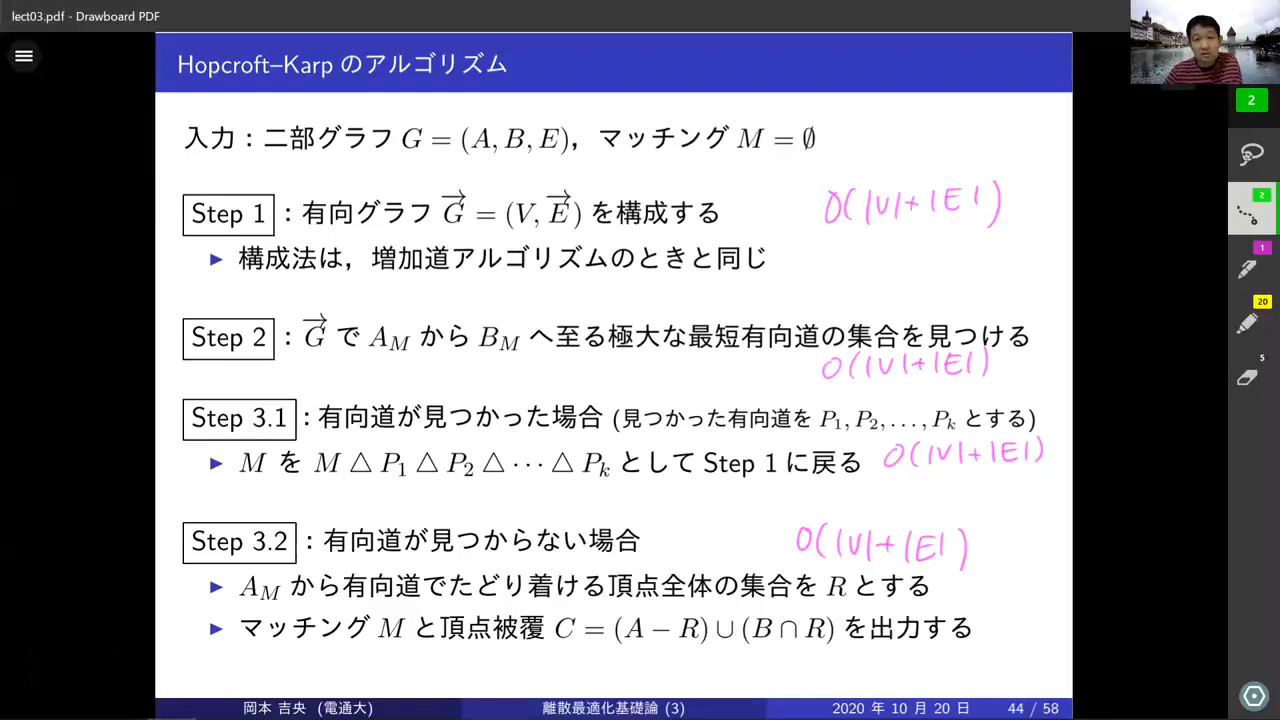 lect03.pdf - Drawboard PDF
Hopcroft–Karp のアルゴリズム
入力:二部グラフ G = (A, B, E), マッチング M = ∅
Step 1 : 有向グラフ G⃗ = (V, E⃗) を構成する
O(|V|+|E|)
▶ 構成法は,増加道アルゴリズムのときと同じ
Step 2 : G⃗ で A_M から B_M へ至る極大な最短有向道の集合を見つける
O(|V|+|E|)
Step 3.1 : 有向道が見つかった場合 (見つかった有向道を P₁, P₂, . . . , Pₖ とする)
▶ M を M △ P₁ △ P₂ △ · · · △ Pₖ として Step 1 に戻る
O(|V|+|E|)
Step 3.2 : 有向道が見つからない場合
O(|V|+|E|)
▶ A_M から有向道でたどり着ける頂点全体の集合を R とする
▶ マッチング M と頂点被覆 C = (A − R) ∪ (B ∩ R) を出力する
岡本 吉央 (電通大) 離散最適化基礎論 (3) 2020 年 10 月 20 日 44 / 58
2
2
1
20
5